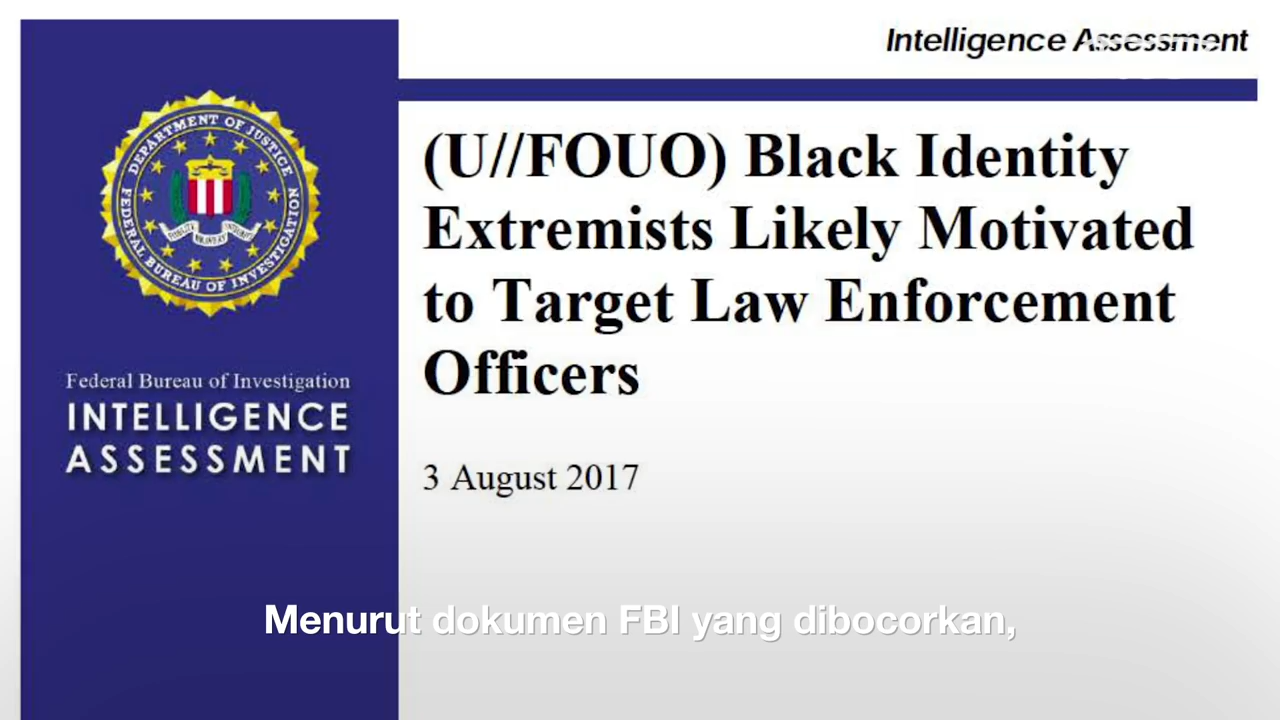 Intelligence Assessment
(U//FOUO) Black Identity
Extremists Likely Motivated
to Target Law Enforcement
Officers
3 August 2017
DEPARTMENT OF JUSTICE
FEDERAL BUREAU OF INVESTIGATION
Federal Bureau of Investigation
INTELLIGENCE
ASSESSMENT
Menurut dokumen FBI yang dibocorkan,